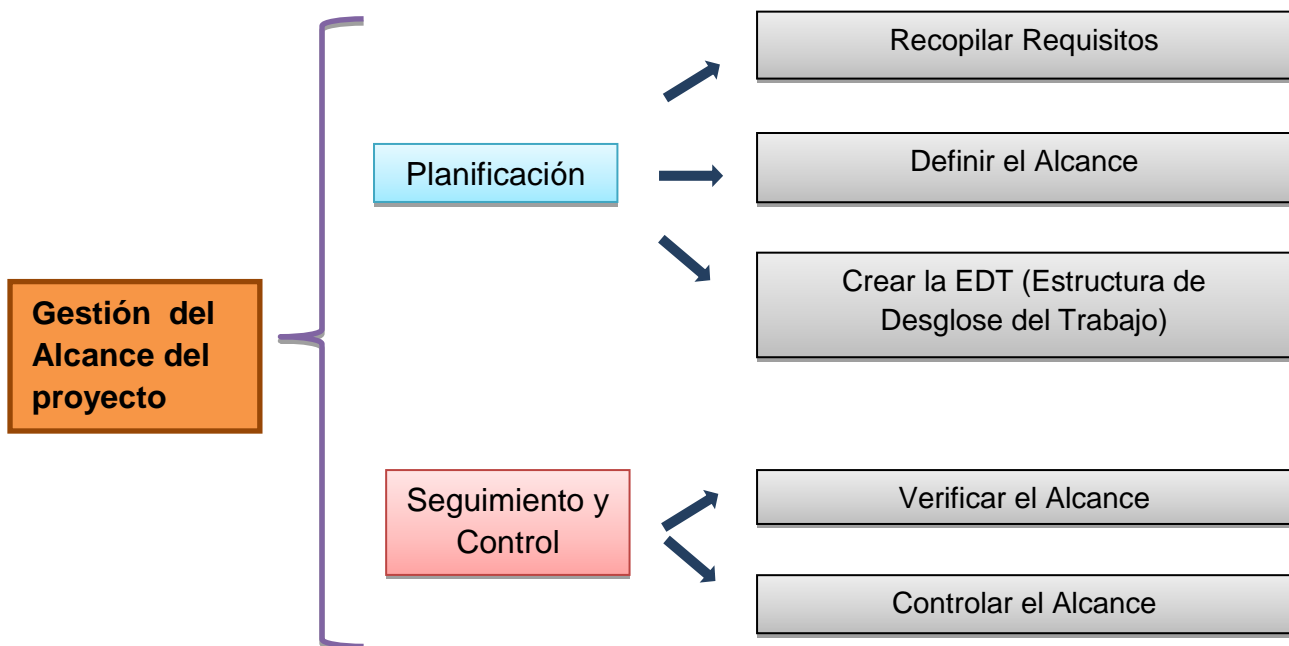 Gestión del
Alcance del
proyecto
Planificación
Recopilar Requisitos
Definir el Alcance
Crear la EDT (Estructura de
Desglose del Trabajo)
Seguimiento y
Control
Verificar el Alcance
Controlar el Alcance